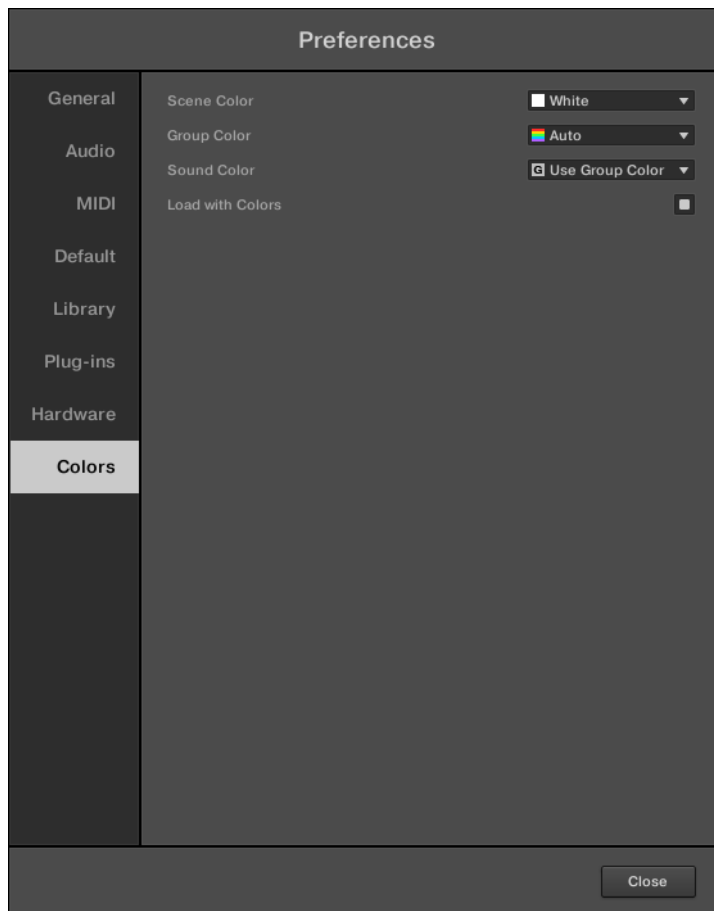 Preferences
General
Audio
MIDI
Default
Library
Plug-ins
Hardware
Colors
Scene Color White
Group Color Auto
Sound Color G Use Group Color
Load with Colors
Close